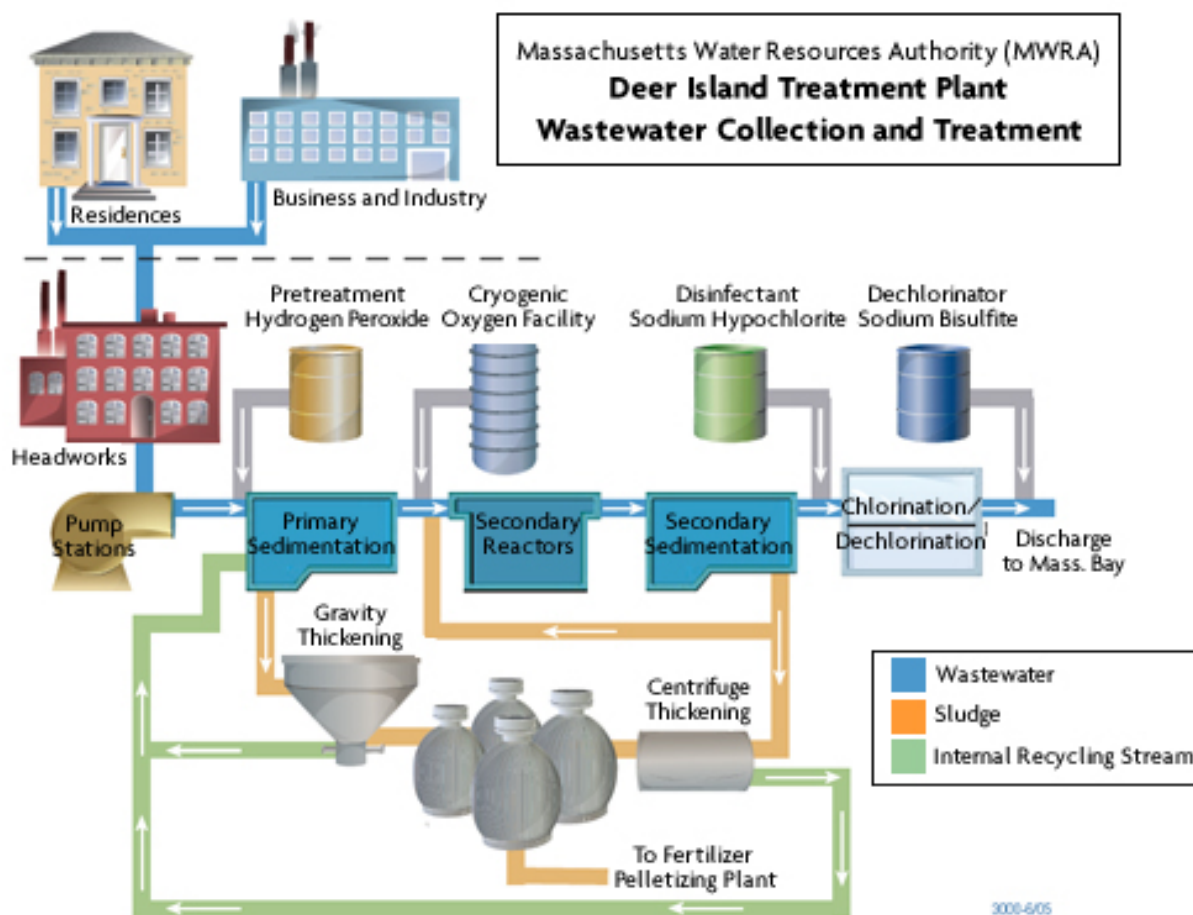 Massachusetts Water Resources Authority (MWRA)
Deer Island Treatment Plant
Wastewater Collection and Treatment
Residences
Business and Industry
Pretreatment
Hydrogen Peroxide
Cryogenic
Oxygen Facility
Disinfectant
Sodium Hypochlorite
Dechlorinator
Sodium Bisulfite
Headworks
Pump
Stations
Primary
Sedimentation
Secondary
Reactors
Secondary
Sedimentation
Chlorination/
Dechlorination
Discharge
to Mass. Bay
Gravity
Thickening
Centrifuge
Thickening
Wastewater
Sludge
Internal Recycling Stream
To Fertilizer
Pelletizing Plant
3000-6/05